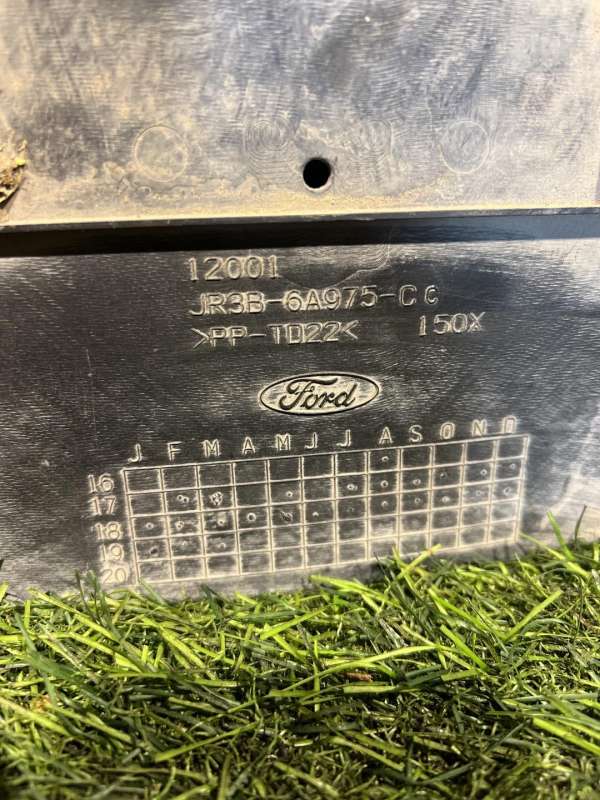 12001
JR3B-6A975-CC
>PP-TD22< 150X
Ford
J F M A M J J A S O N D
16
17
18
19
20